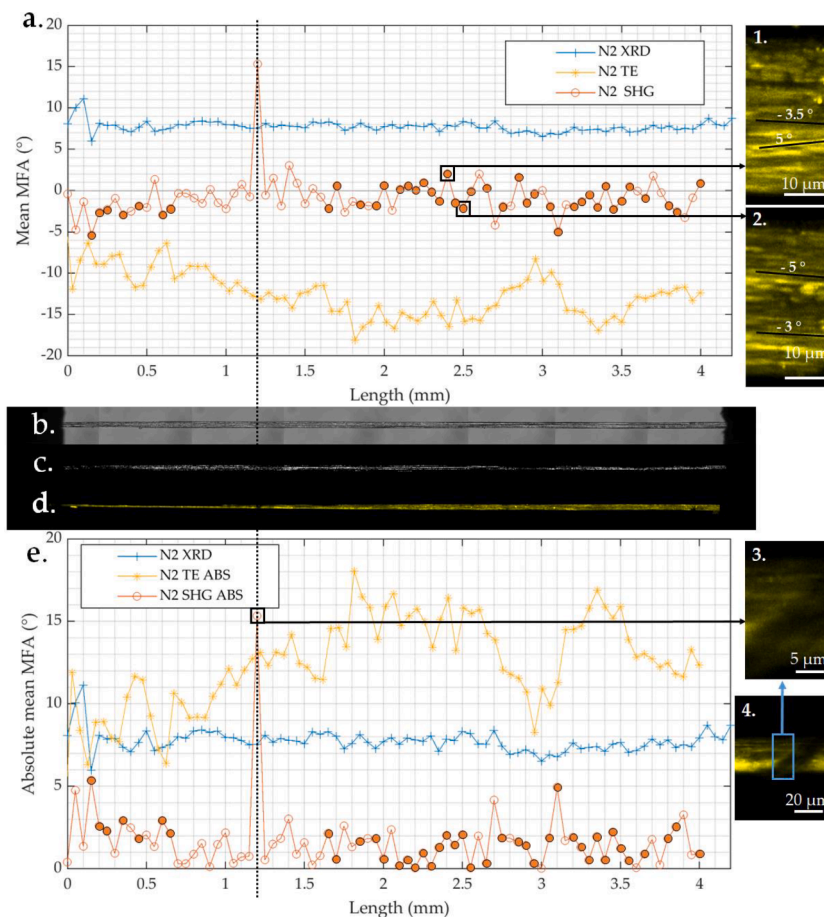 a.
20
15
10
5
0
-5
-10
-15
-20
Mean MFA (°)
N2 XRD
N2 TE
N2 SHG
0 0.5 1 1.5 2 2.5 3 3.5 4
Length (mm)
1.
- 3.5 °
5 °
10 µm
2.
- 5 °
- 3 °
10 µm
b.
c.
d.
e.
20
15
10
5
0
Absolute mean MFA (°)
N2 XRD
N2 TE ABS
N2 SHG ABS
0 0.5 1 1.5 2 2.5 3 3.5 4
Length (mm)
3.
5 µm
4.
20 µm